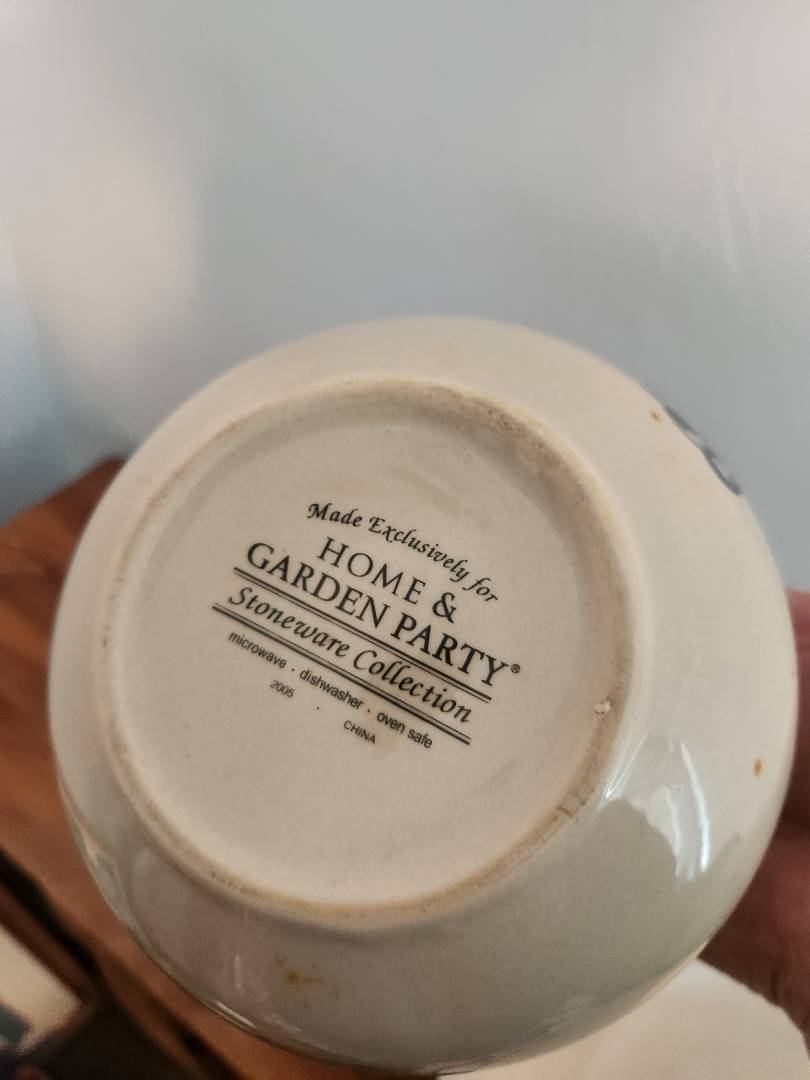 Made Exclusively for
HOME &
GARDEN PARTY®
Stoneware Collection
microwave · dishwasher · oven safe
2005 · CHINA